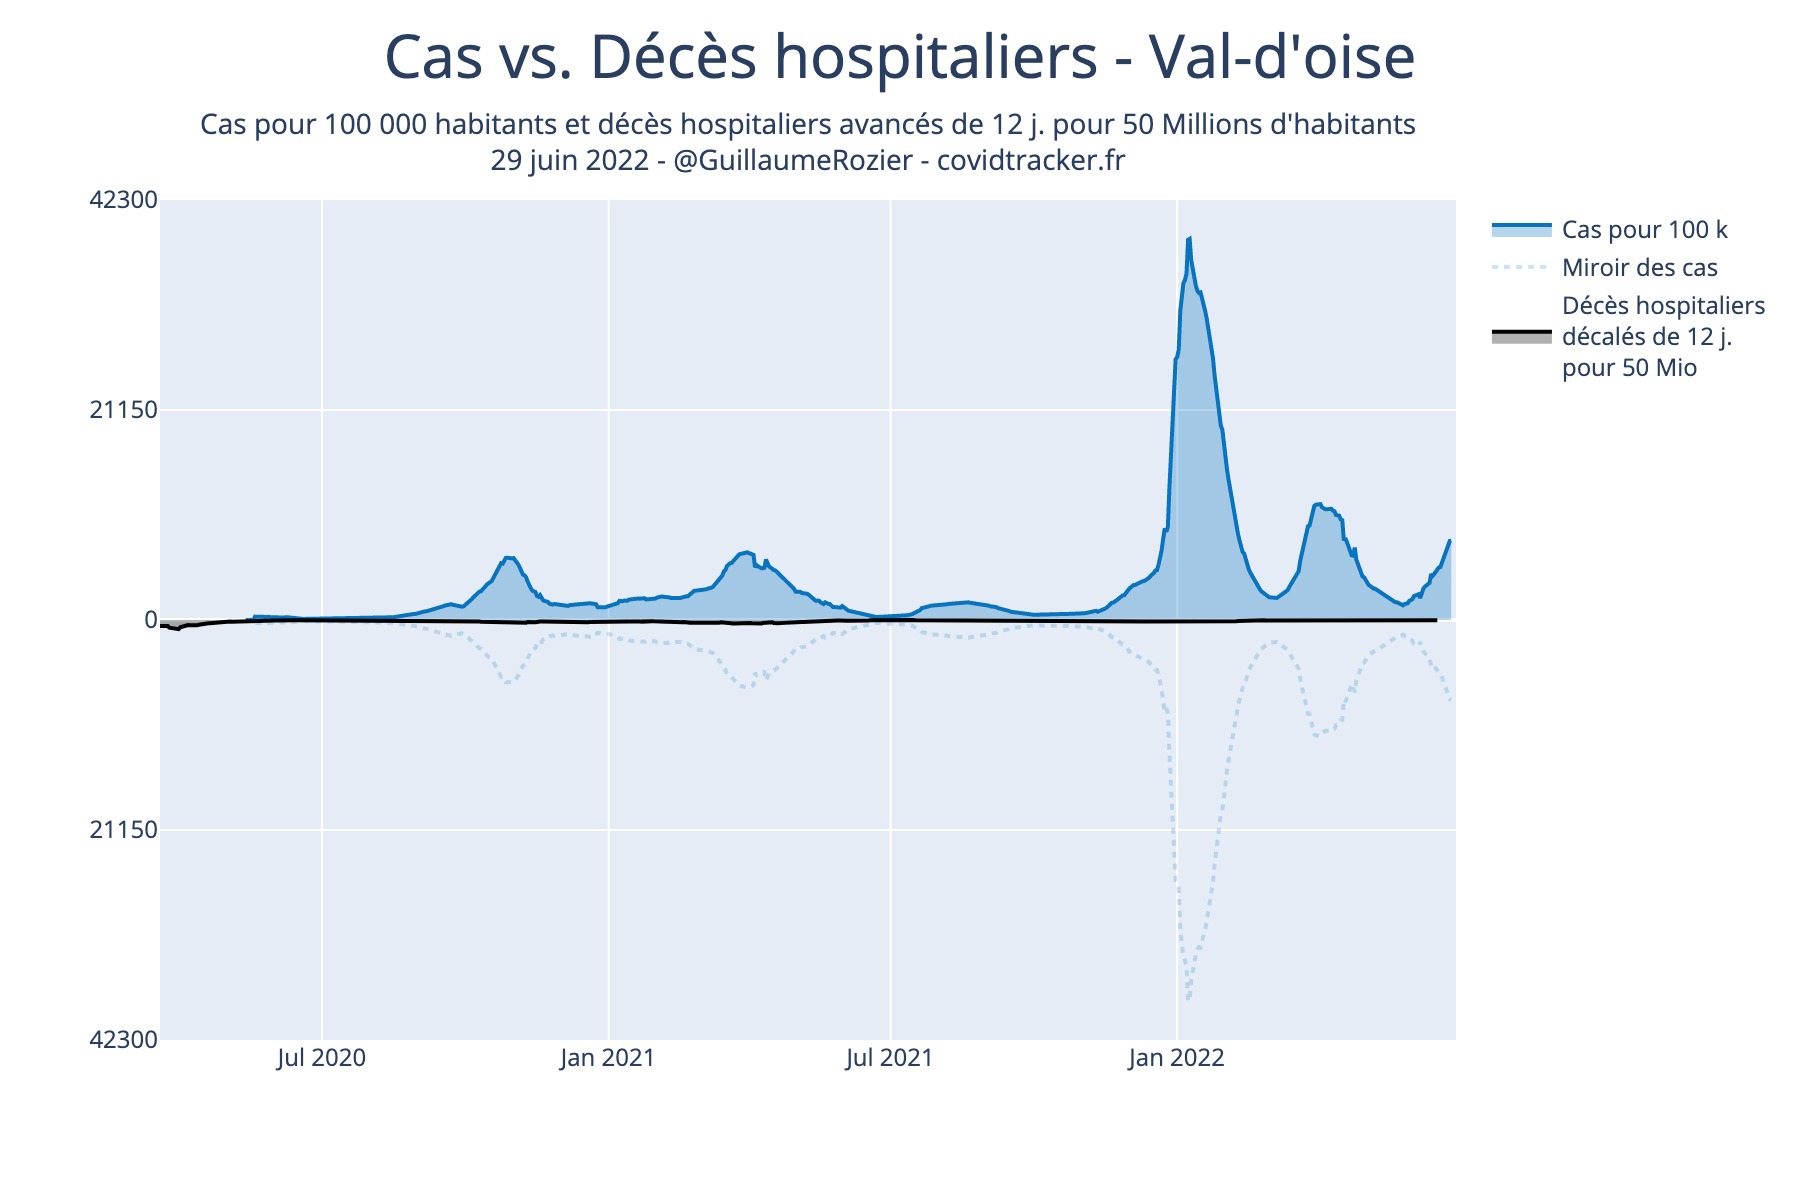 Cas vs. Décès hospitaliers - Val-d'oise
Cas pour 100 000 habitants et décès hospitaliers avancés de 12 j. pour 50 Millions d'habitants
29 juin 2022 - @GuillaumeRozier - covidtracker.fr
42300
21150
0
21150
42300
Jul 2020
Jan 2021
Jul 2021
Jan 2022
Cas pour 100 k
Miroir des cas
Décès hospitaliers
décalés de 12 j.
pour 50 Mio